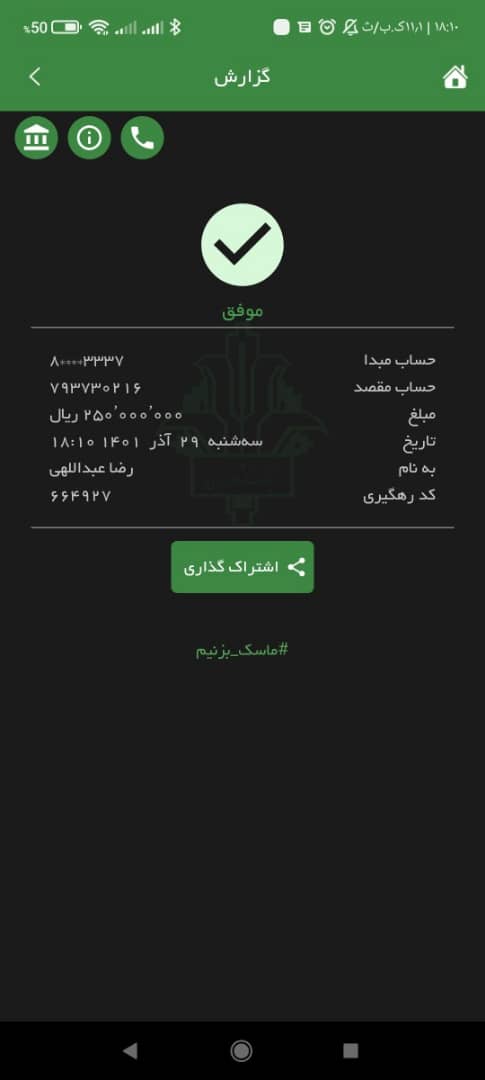 ۱۸:۱۰ | ۱۱٫۱ک.ب/ث
%50
گزارش
موفق
حساب مبدا ۸****۳۳۳۷
حساب مقصد ۷۹۳۷۳۰۲۱۶
مبلغ ۲۵۰٬۰۰۰٬۰۰۰ ریال
تاریخ سه‌شنبه ۲۹ آذر ۱۴۰۱ ۱۸:۱۰
به نام رضا عبداللهی
کد رهگیری ۶۶۴۹۲۷
اشتراک گذاری
#ماسک_بزنیم